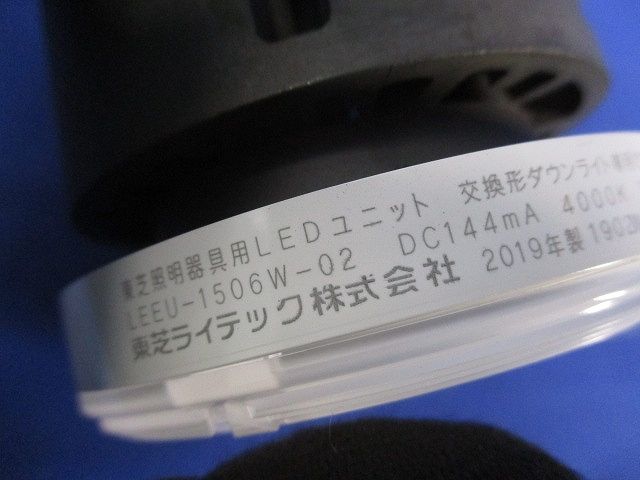 東芝照明器具用LEDユニット 交換形ダウンライト
LEEU-1506W-02 DC144mA 4000K
東芝ライテック株式会社 2019年製